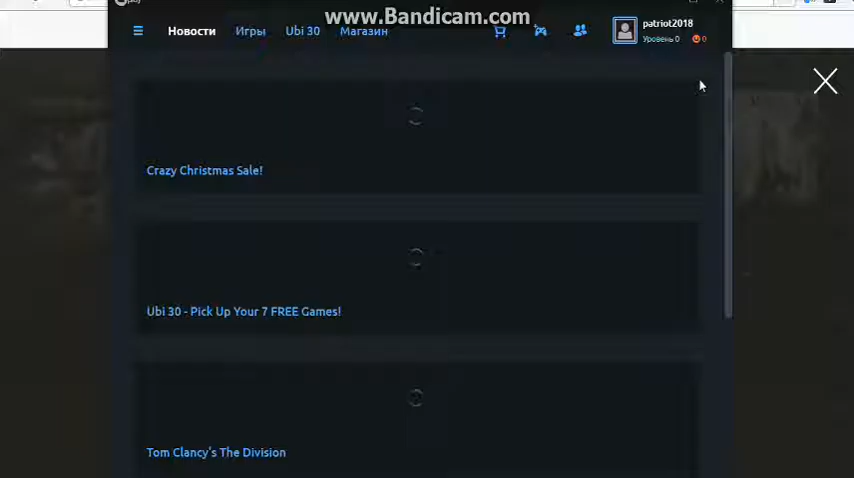 www.Bandicam.com
Новости Игры Ubi 30 Магазин
patriot2018
Уровень 0 0
Crazy Christmas Sale!
Ubi 30 - Pick Up Your 7 FREE Games!
Tom Clancy's The Division